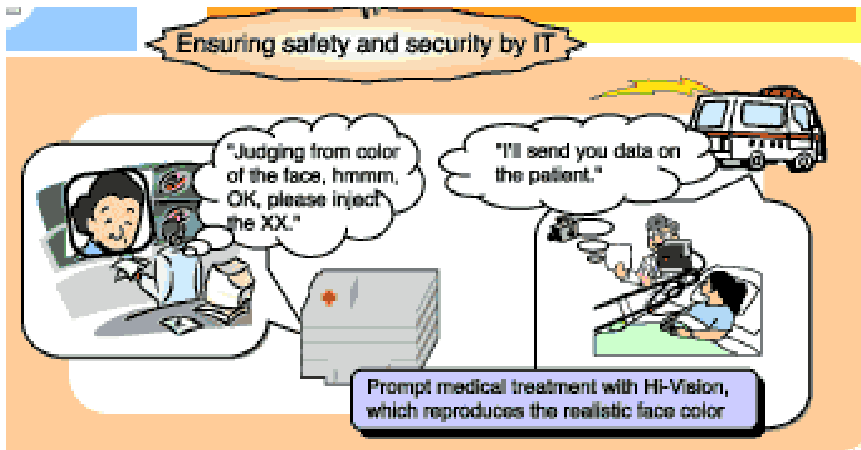 Ensuring safety and security by IT
"Judging from color
of the face, hmmm,
OK, please inject
the XX."
"I'll send you data on
the patient."
Prompt medical treatment with Hi-Vision,
which reproduces the realistic face color